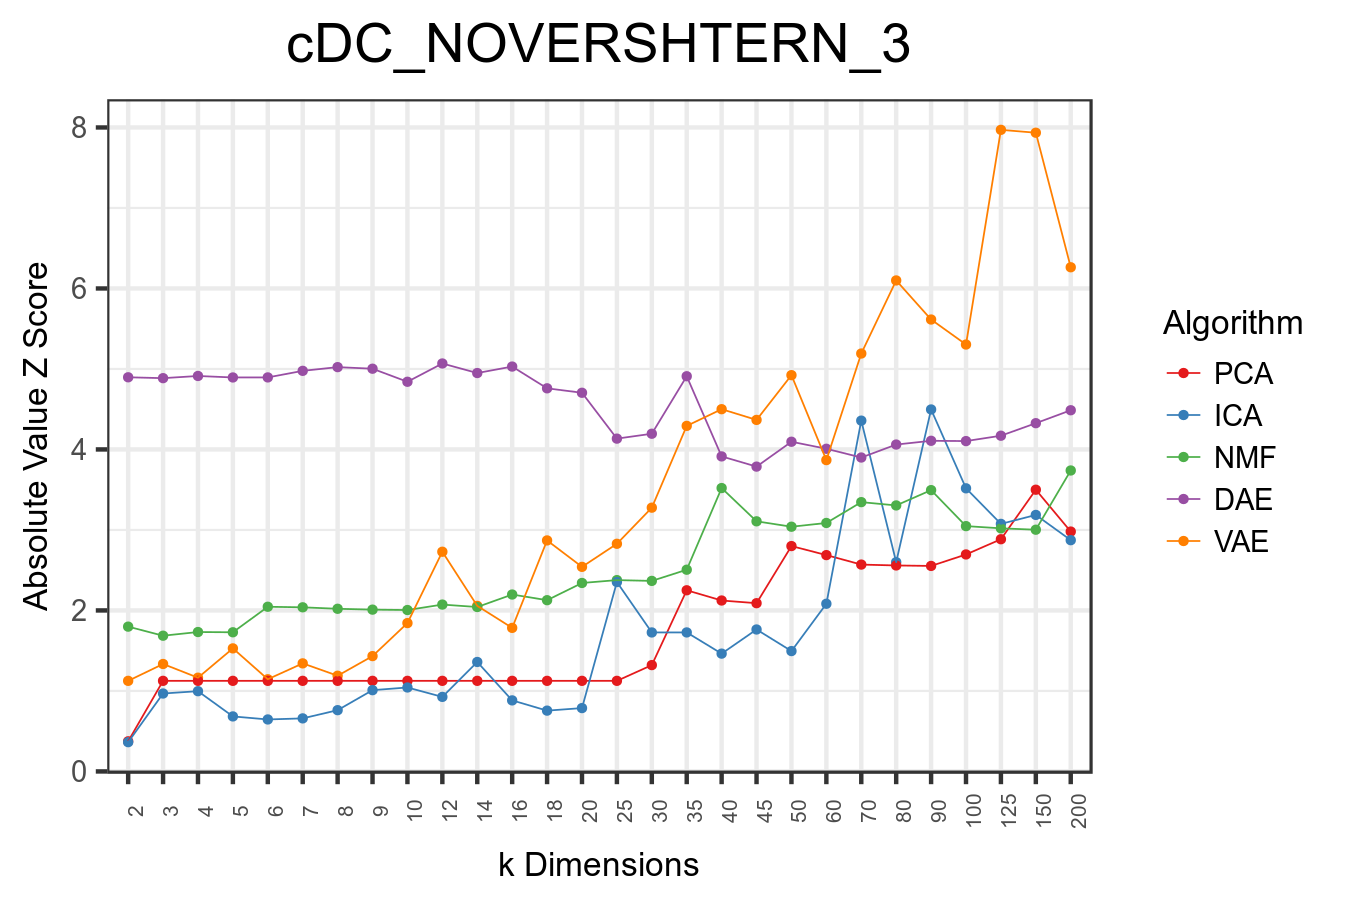 cDC_NOVERSHTERN_3
Absolute Value Z Score
8
6
4
2
0
2 3 4 5 6 7 8 9 10 12 14 16 18 20 25 30 35 40 45 50 60 70 80 90 100 125 150 200
k Dimensions
Algorithm
PCA
ICA
NMF
DAE
VAE